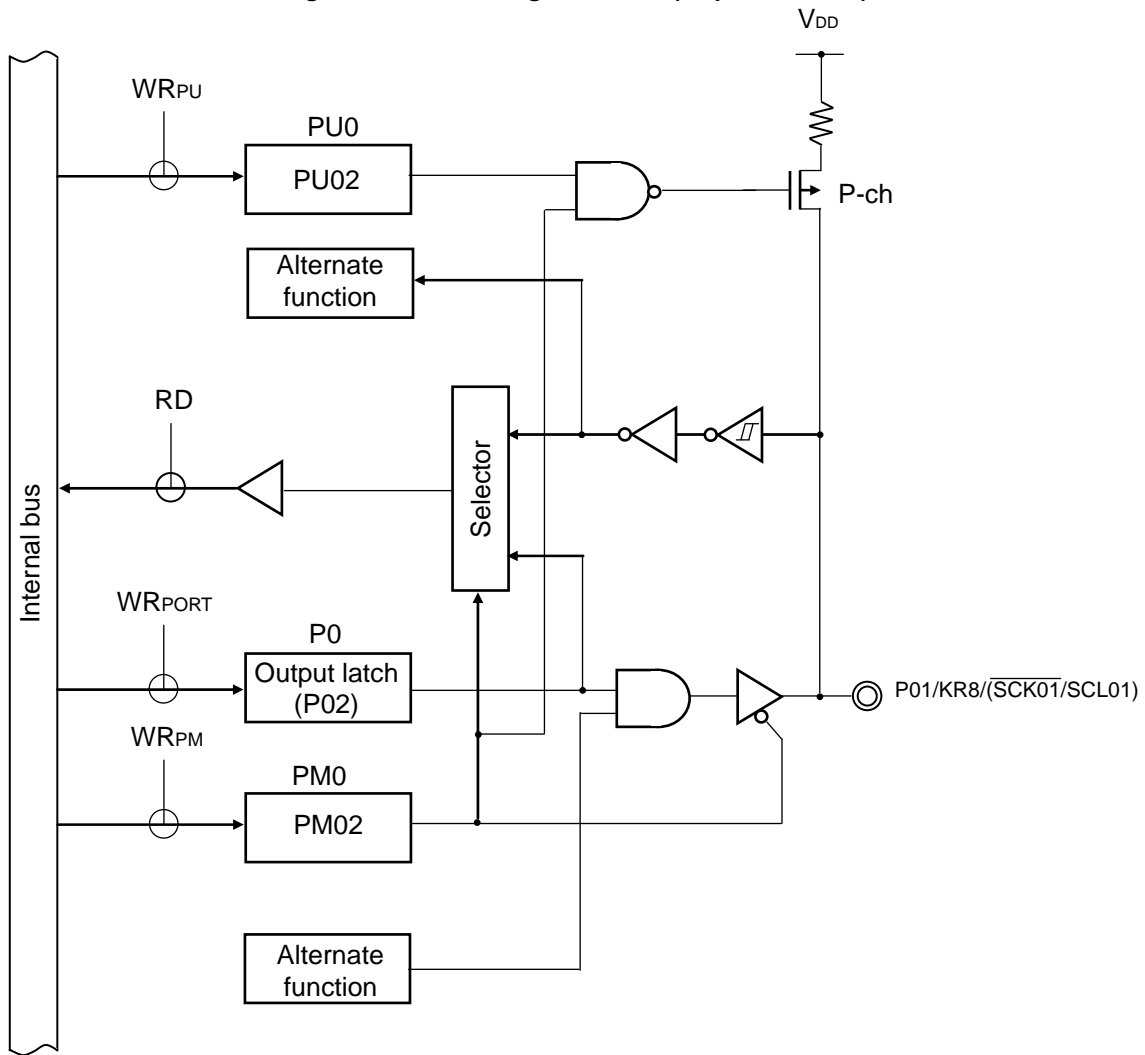 VDD
WRPU
PU0
PU02
P-ch
Alternate
function
RD
Selector
Internal bus
WRPORT
P0
Output latch
(P02)
P01/KR8/(SCK01/SCL01)
WRPM
PM0
PM02
Alternate
function